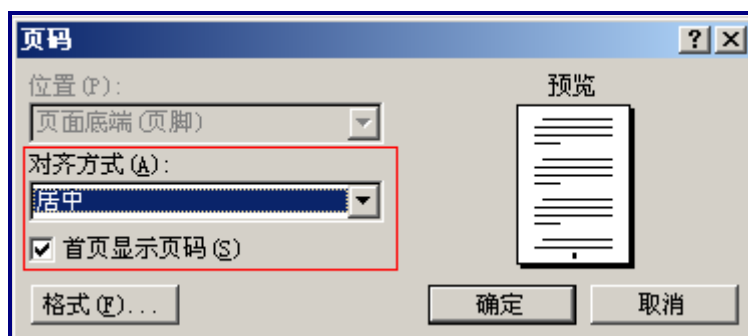 页码
位置(P):
预览
页面底端(页脚)
对齐方式(A):
居中
首页显示页码(S)
格式(F)...
确定
取消